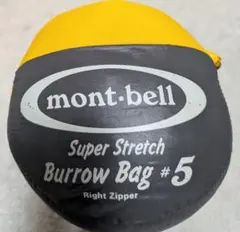 mont-bell
Super Stretch
Burrow Bag #5
Right Zipper